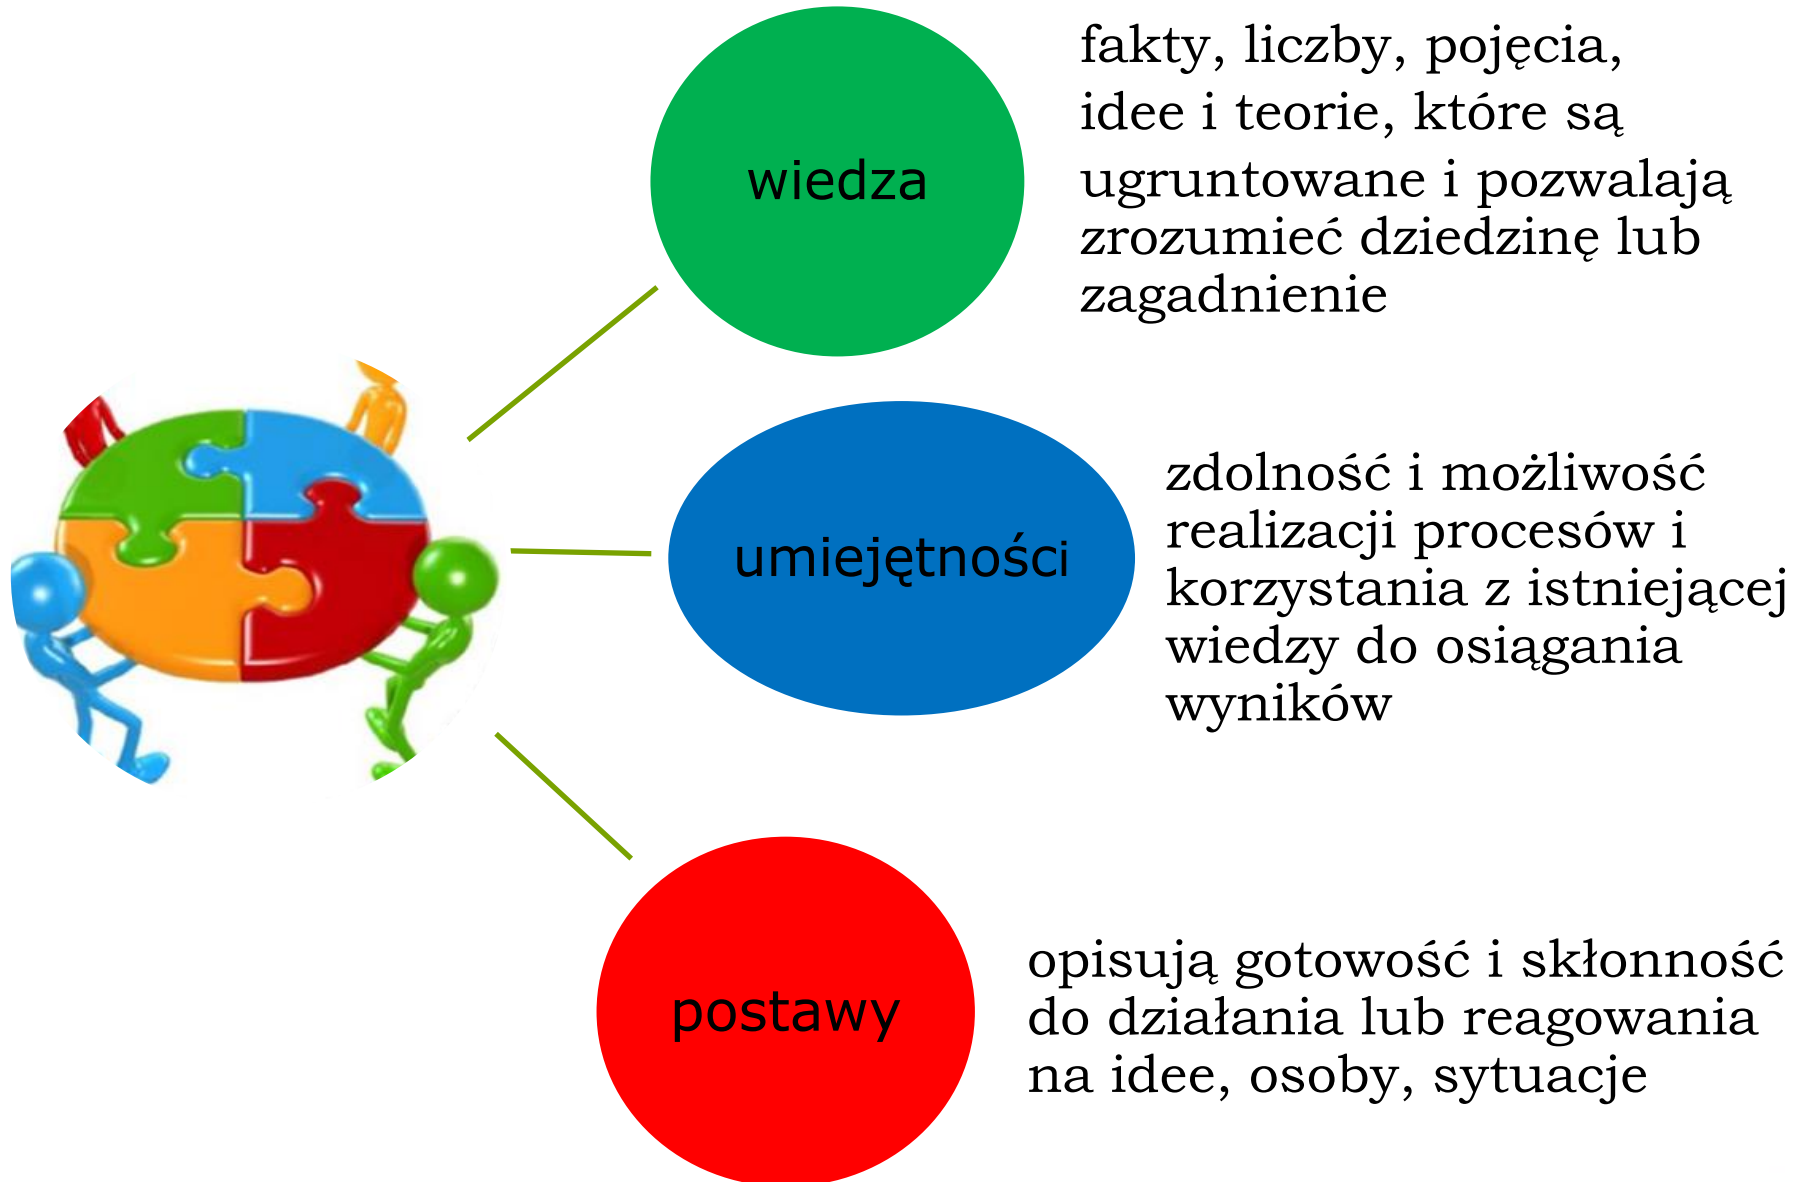 wiedza
fakty, liczby, pojęcia,
idee i teorie, które są
ugruntowane i pozwalają
zrozumieć dziedzinę lub
zagadnienie
umiejętności
zdolność i możliwość
realizacji procesów i
korzystania z istniejącej
wiedzy do osiągania
wyników
postawy
opisują gotowość i skłonność
do działania lub reagowania
na idee, osoby, sytuacje